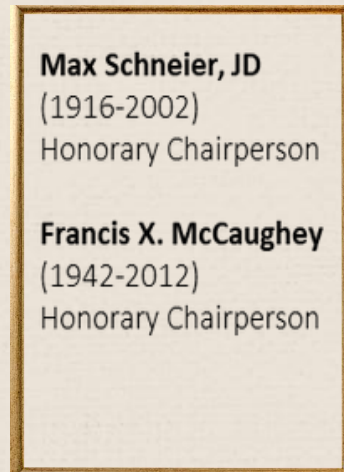 Max Schneier, JD
(1916-2002)
Honorary Chairperson
Francis X. McCaughey
(1942-2012)
Honorary Chairperson